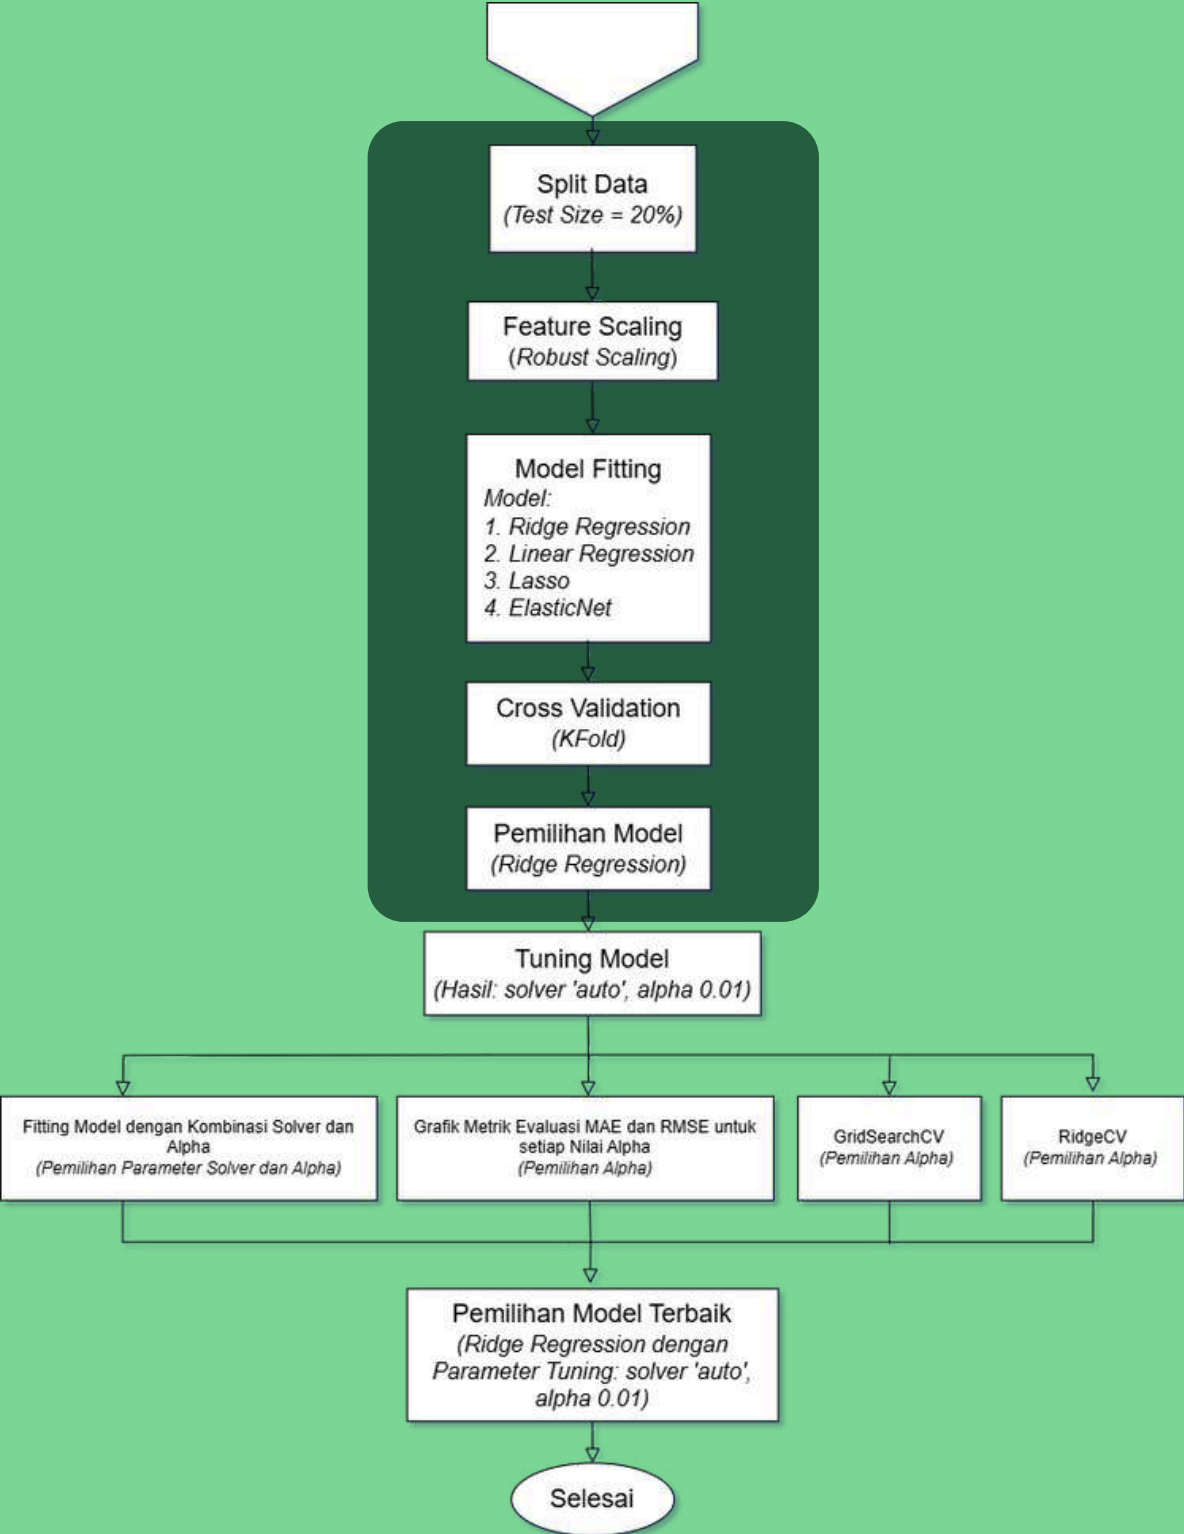 Split Data
(Test Size = 20%)
Feature Scaling
(Robust Scaling)
Model Fitting
Model:
1. Ridge Regression
2. Linear Regression
3. Lasso
4. ElasticNet
Cross Validation
(KFold)
Pemilihan Model
(Ridge Regression)
Tuning Model
(Hasil: solver 'auto', alpha 0.01)
Fitting Model dengan Kombinasi Solver dan
Alpha
(Pemilihan Parameter Solver dan Alpha)
Grafik Metrik Evaluasi MAE dan RMSE untuk
setiap Nilai Alpha
(Pemilihan Alpha)
GridSearchCV
(Pemilihan Alpha)
RidgeCV
(Pemilihan Alpha)
Pemilihan Model Terbaik
(Ridge Regression dengan
Parameter Tuning: solver 'auto',
alpha 0.01)
Selesai